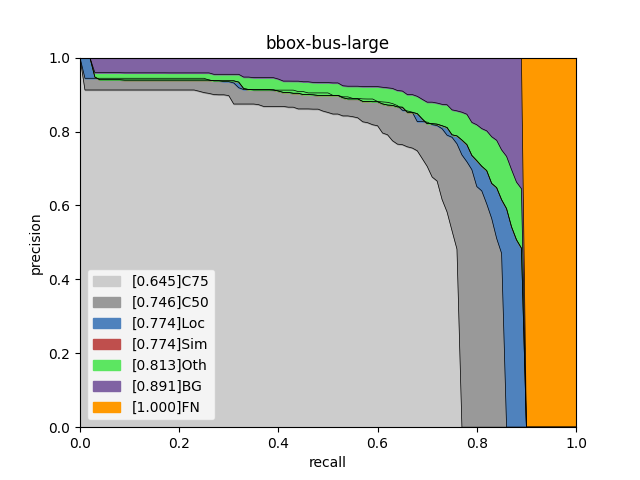 bbox-bus-large
1.0
0.8
0.6
0.4
0.2
0.0
precision
[0.645]C75
[0.746]C50
[0.774]Loc
[0.774]Sim
[0.813]Oth
[0.891]BG
[1.000]FN
0.0 0.2 0.4 0.6 0.8 1.0
recall